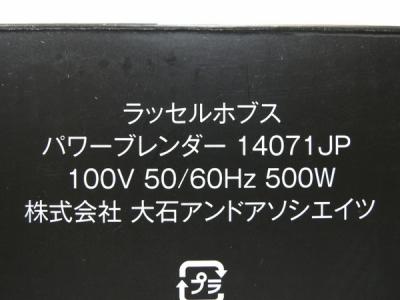 ラッセルホブス
パワーブレンダー 14071JP
100V 50/60Hz 500W
株式会社 大石アンドアソシエイツ
プラ